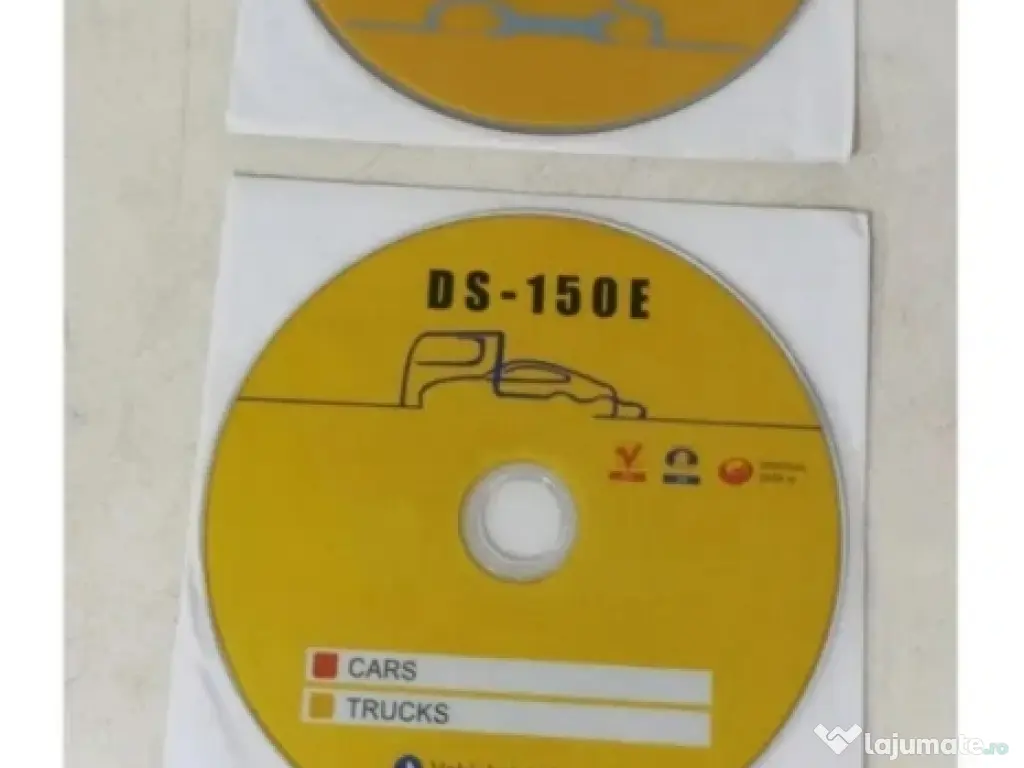 DS-150E
CARS
TRUCKS
lajumate.ro